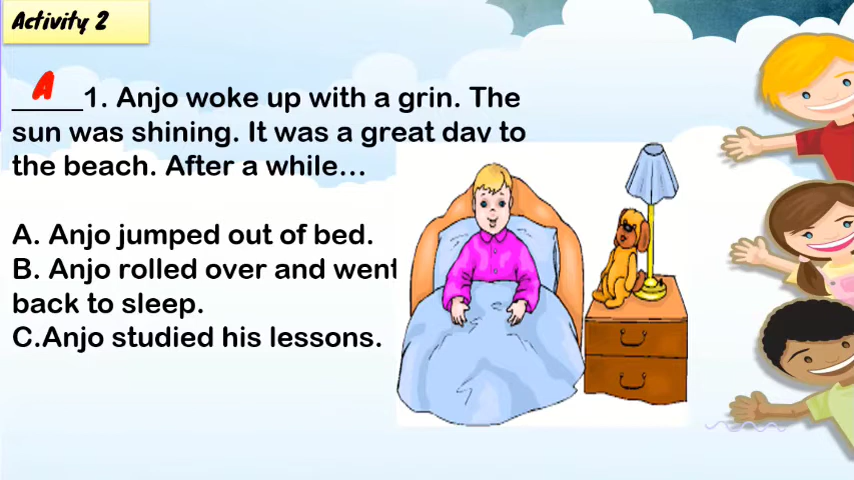 Activity 2
A
_____1. Anjo woke up with a grin. The
sun was shining. It was a great day to
the beach. After a while...
A. Anjo jumped out of bed.
B. Anjo rolled over and went
back to sleep.
C.Anjo studied his lessons.